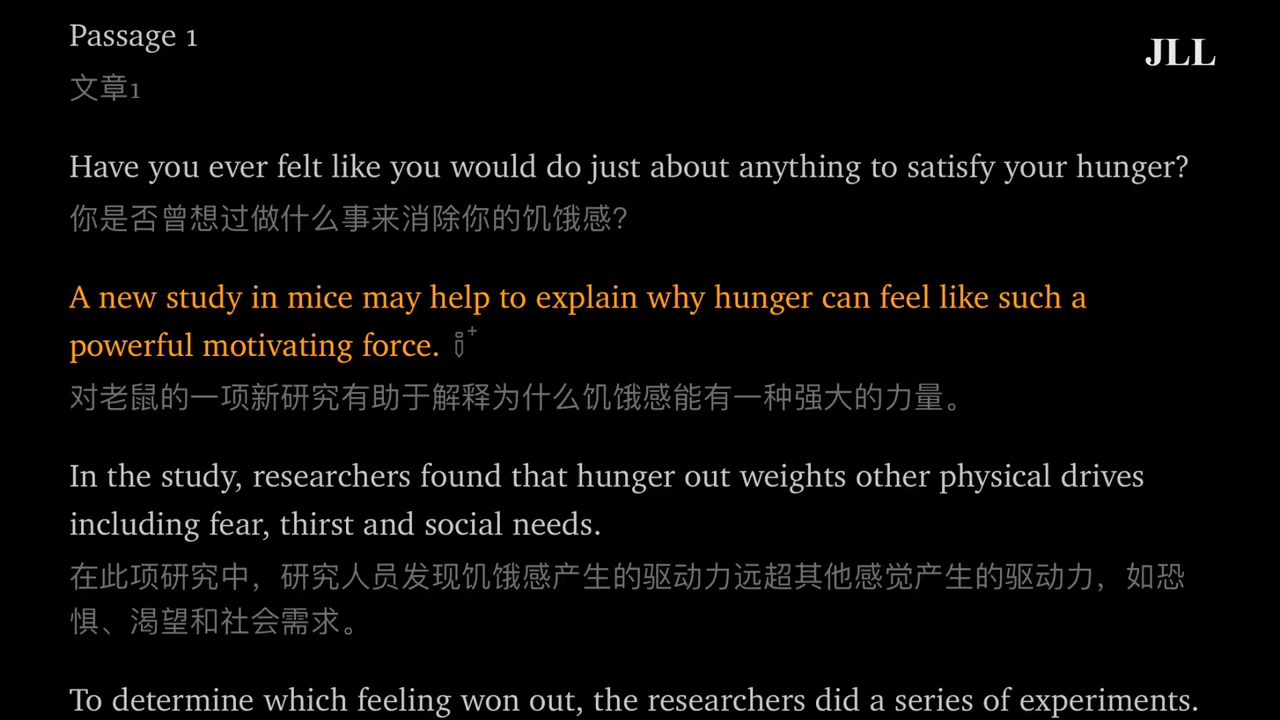 Passage 1
JLL
文章1
Have you ever felt like you would do just about anything to satisfy your hunger?
你是否曾想过做什么事来消除你的饥饿感?
A new study in mice may help to explain why hunger can feel like such a
powerful motivating force.
对老鼠的一项新研究有助于解释为什么饥饿感能有一种强大的力量。
In the study, researchers found that hunger out weights other physical drives
including fear, thirst and social needs.
在此项研究中，研究人员发现饥饿感产生的驱动力远超其他感觉产生的驱动力，如恐
惧、渴望和社会需求。
To determine which feeling won out, the researchers did a series of experiments.